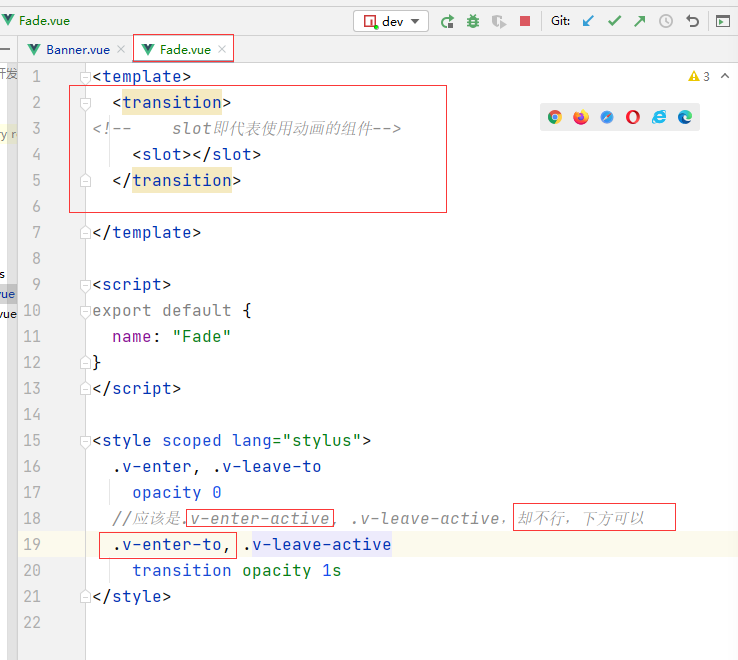 Fade.vue
dev
Git:
Banner.vue
Fade.vue
开发
1 <template>
3
2 <transition>
3 <!-- slot即代表使用动画的组件-->
ry r
4 <slot></slot>
5 </transition>
6
7 </template>
8
s
9 <script>
vue
10 export default {
vue
11 name: "Fade"
12 }
13 </script>
14
15 <style scoped lang="stylus">
16 .v-enter, .v-leave-to
17 opacity 0
18 //应该是.v-enter-active, .v-leave-active，却不行，下方可以
19 .v-enter-to, .v-leave-active
20 transition opacity 1s
21 </style>
22